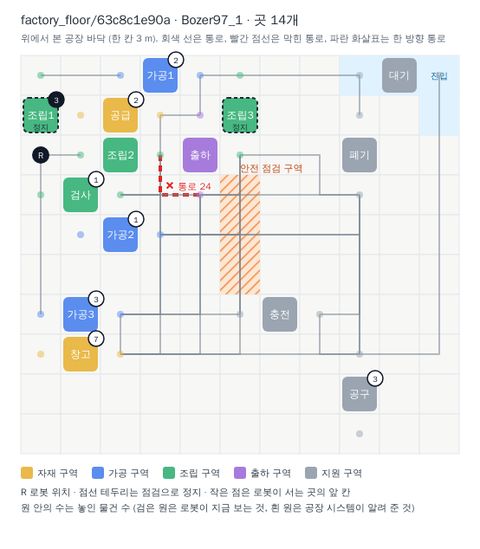 factory_floor/63c8c1e90a · Bozer97_1 · 곳 14개
위에서 본 공장 바닥 (한 칸 3 m). 회색 선은 통로, 빨간 점선은 막힌 통로, 파란 화살표는 한 방향 통로
2
가공1
대기
진입
3
조립1
정지
2
공급
조립3
정지
R
조립2
출하
폐기
안전 점검 구역
1
검사
✕ 통로 24
1
가공2
3
가공3
충전
7
창고
3
공구
자재 구역
가공 구역
조립 구역
출하 구역
지원 구역
R 로봇 위치 · 점선 테두리는 점검으로 정지 · 작은 점은 로봇이 서는 곳의 앞 칸
원 안의 수는 놓인 물건 수 (검은 원은 로봇이 지금 보는 것, 흰 원은 공장 시스템이 알려 준 것)